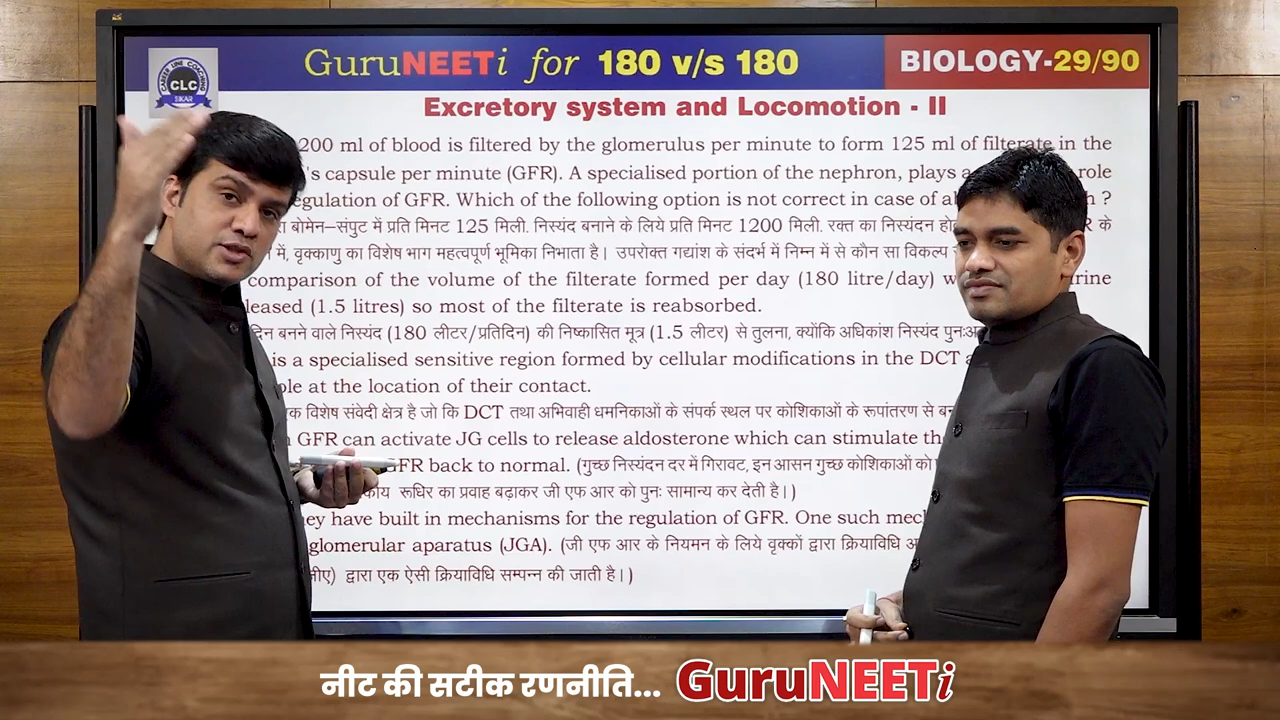 GuruNEETi for 180 v/s 180
BIOLOGY-29/90
CAREER LINE COACHING
CLC
SIKAR
Excretory system and Locomotion - II
200 ml of blood is filtered by the glomerulus per minute to form 125 ml of filterate in the
's capsule per minute (GFR). A specialised portion of the nephron, plays role
egulation of GFR. Which of the following option is not correct in case of ?
बोमेन–संपुट में प्रति मिनट 125 मिली. निस्यंद बनाने के लिये प्रति मिनट 1200 मिली. रक्त का निस्यंदन के
में, वृक्काणु का विशेष भाग महत्वपूर्ण भूमिका निभाता है। उपरोक्त गद्यांश के संदर्भ में निम्न में से कौन सा विकल्प
comparison of the volume of the filterate formed per day (180 litre/day) urine
leased (1.5 litres) so most of the filterate is reabsorbed.
दिन बनने वाले निस्यंद (180 लीटर/प्रतिदिन) की निष्कासित मूत्र (1.5 लीटर) से तुलना, क्योंकि अधिकांश निस्यंद
is a specialised sensitive region formed by cellular modifications in the DCT
ole at the location of their contact.
क विशेष संवेदी क्षेत्र है जो कि DCT तथा अभिवाही धमनिकाओं के संपर्क स्थल पर कोशिकाओं के रूपांतरण से
GFR can activate JG cells to release aldosterone which can stimulate
GFR back to normal. (गुच्छ निस्यंदन दर में गिरावट, इन आसन गुच्छ कोशिकाओं को
कीय रूधिर का प्रवाह बढ़ाकर जी एफ आर को पुनः सामान्य कर देती है।)
ey have built in mechanisms for the regulation of GFR. One such
glomerular aparatus (JGA). (जी एफ आर के नियमन के लिये वृक्कों द्वारा क्रियाविधि
द्वारा एक ऐसी क्रियाविधि सम्पन्न की जाती है।)
नीट की सटीक रणनीति... GuruNEETi